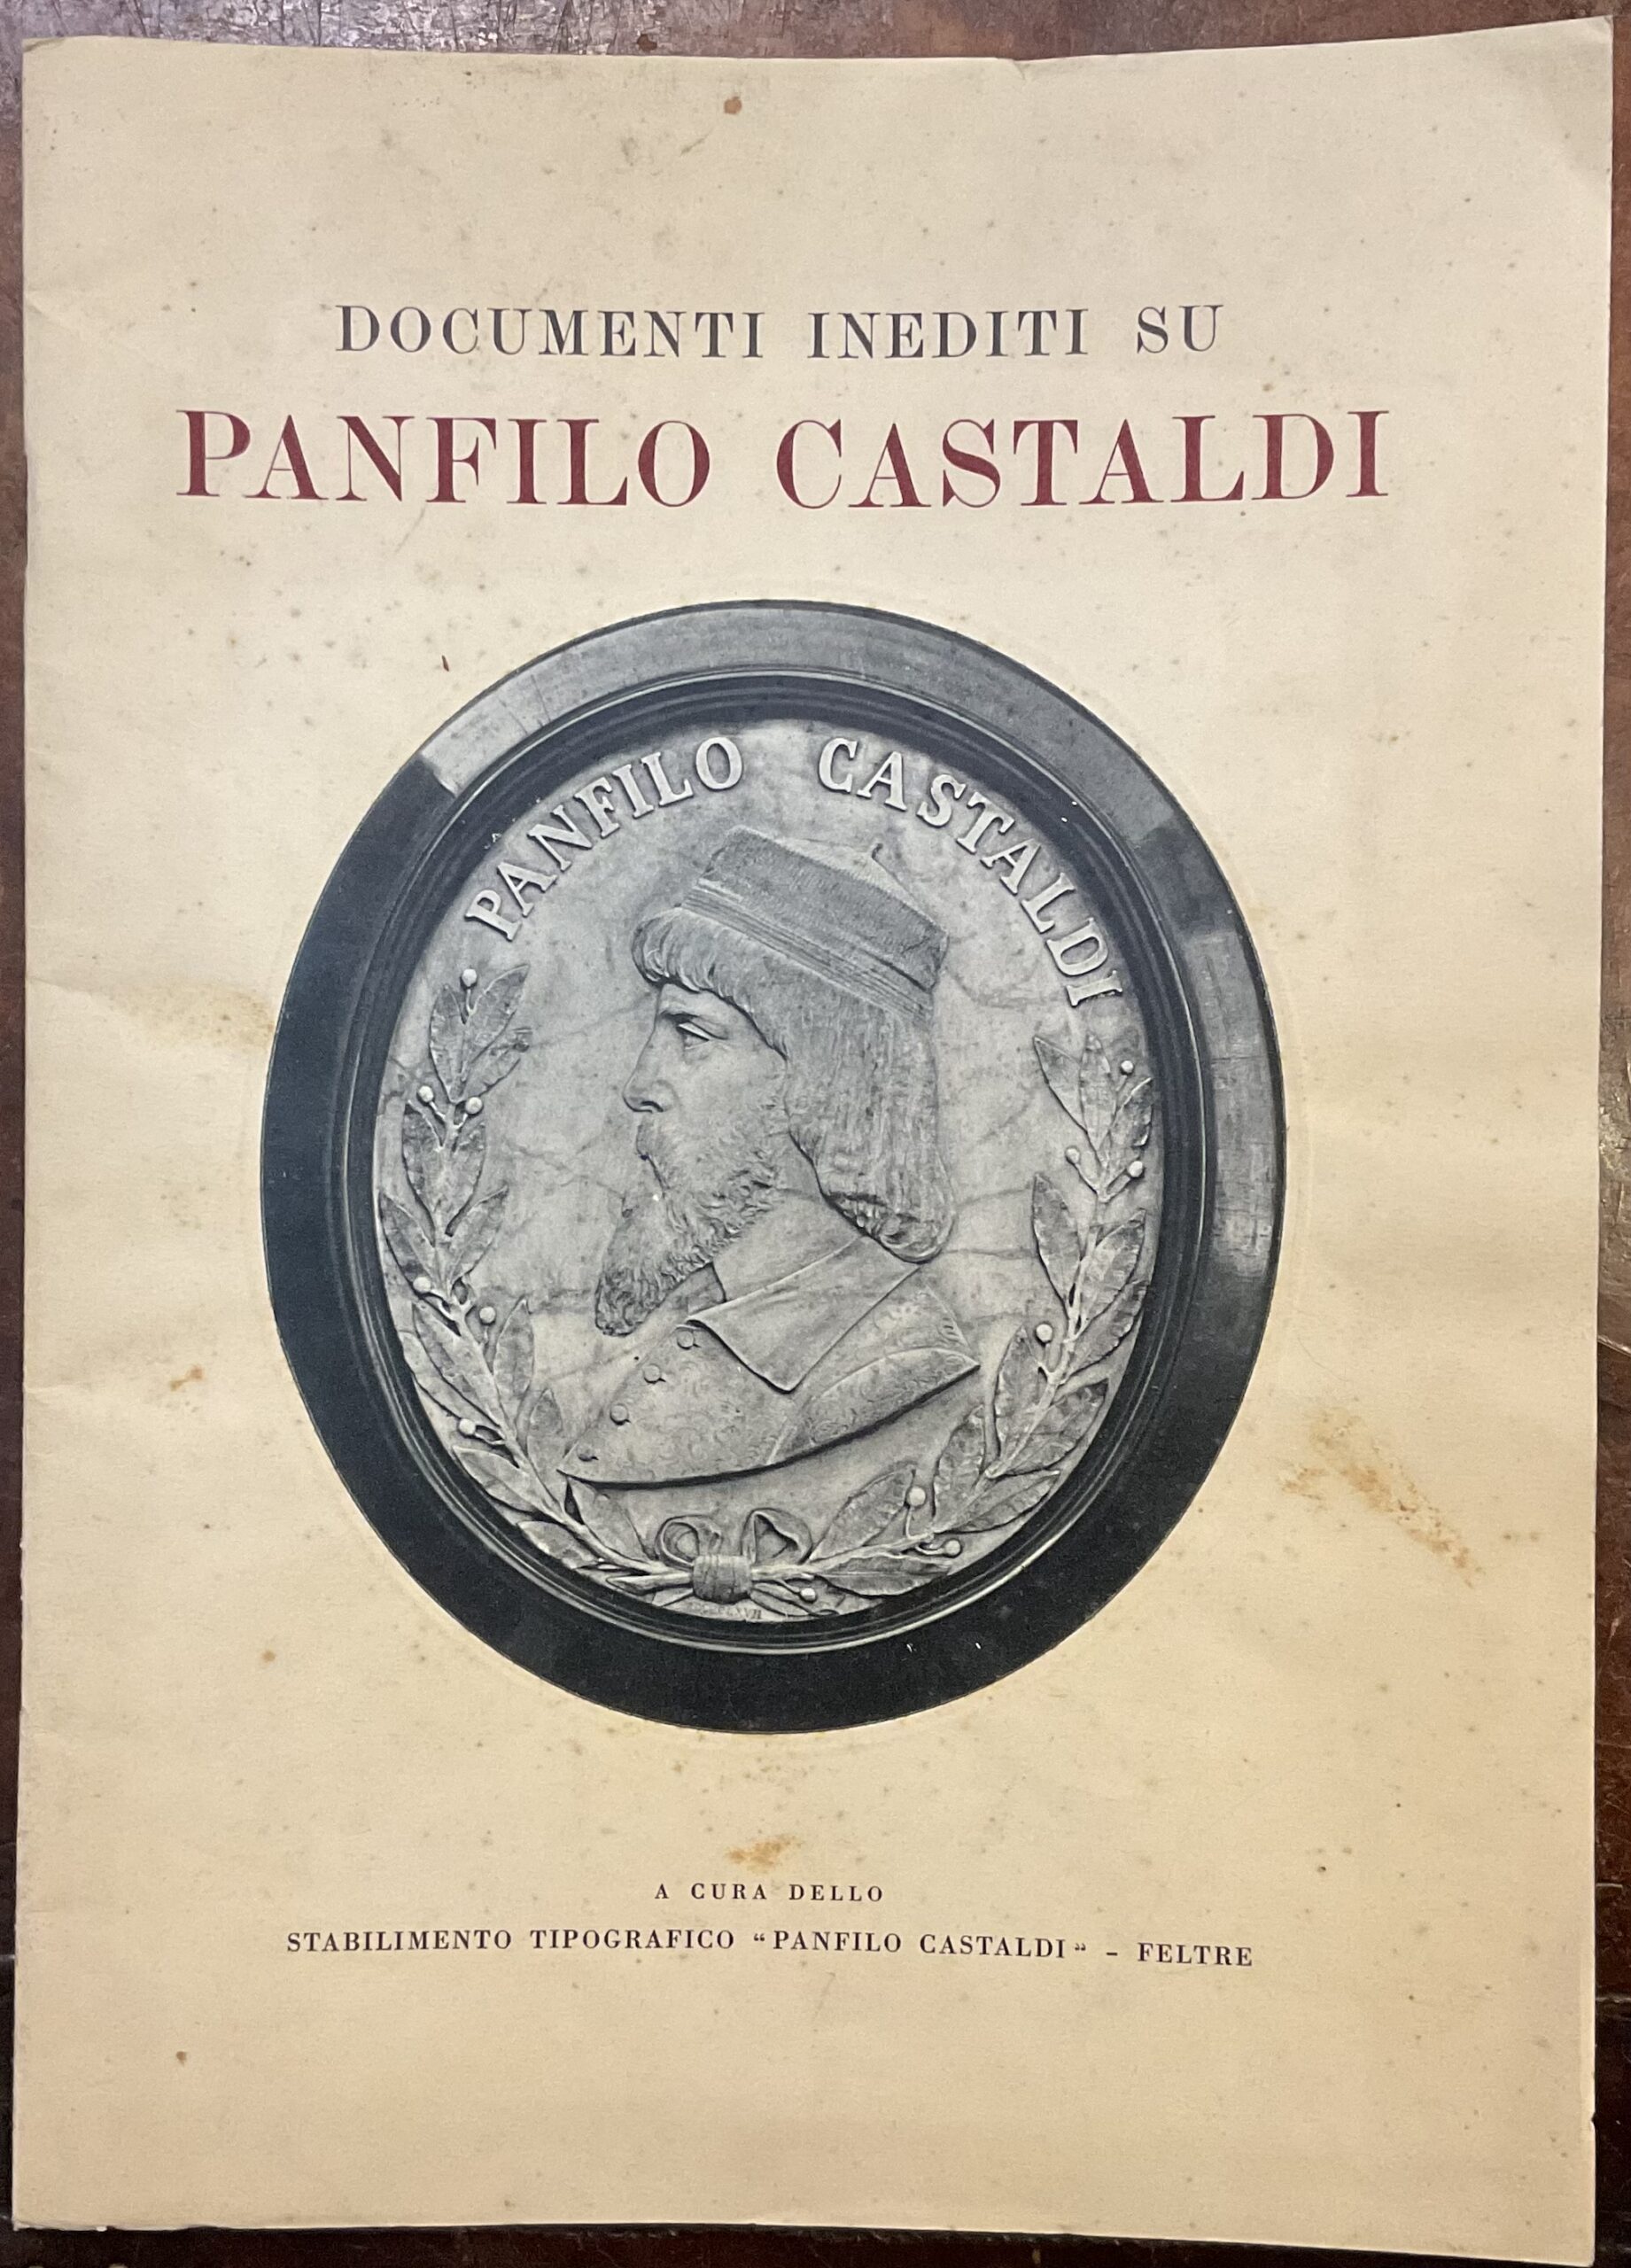 DOCUMENTI INEDITI SU
PANFILO CASTALDI
PANFILO CASTALDI
A CURA DELLO
STABILIMENTO TIPOGRAFICO “PANFILO CASTALDI” - FELTRE